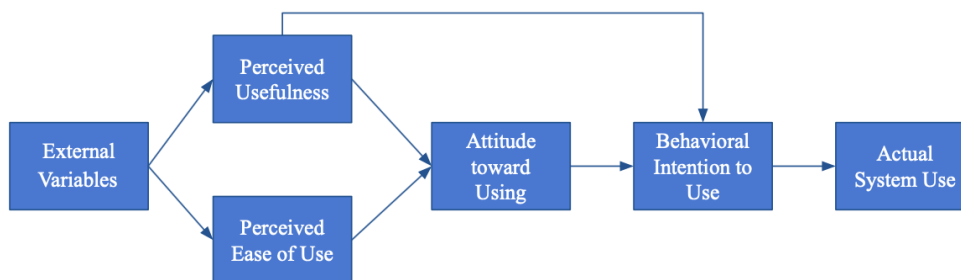 External
Variables
Perceived
Usefulness
Perceived
Ease of Use
Attitude
toward
Using
Behavioral
Intention to
Use
Actual
System Use